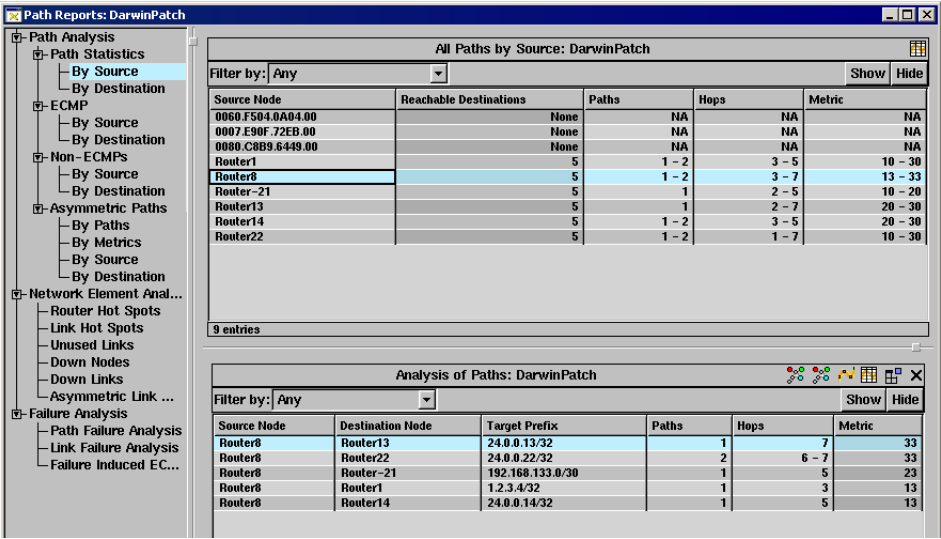 Path Reports: DarwinPatch
Path Analysis
Path Statistics
By Source
By Destination
ECMP
By Source
By Destination
Non-ECMPs
By Source
By Destination
Asymmetric Paths
By Paths
By Metrics
By Source
By Destination
Network Element Anal...
Router Hot Spots
Link Hot Spots
Unused Links
Down Nodes
Down Links
Asymmetric Link ...
Failure Analysis
Path Failure Analysis
Link Failure Analysis
Failure Induced EC...
All Paths by Source: DarwinPatch
Filter by: Any Show Hide
Source Node Reachable Destinations Paths Hops Metric
0060.F504.0A04.00 None NA NA NA
0007.E90F.72EB.00 None NA NA NA
0080.C8B9.6449.00 None NA NA NA
Router1 5 1 - 2 3 - 5 10 - 30
Router8 5 1 - 2 3 - 7 13 - 33
Router-21 5 1 2 - 5 10 - 20
Router13 5 1 2 - 7 20 - 30
Router14 5 1 - 2 3 - 5 20 - 30
Router22 5 1 - 2 1 - 7 10 - 30
9 entries
Analysis of Paths: DarwinPatch
Filter by: Any Show Hide
Source Node Destination Node Target Prefix Paths Hops Metric
Router8 Router13 24.0.0.13/32 1 7 33
Router8 Router22 24.0.0.22/32 2 6 - 7 33
Router8 Router-21 192.168.133.0/30 1 5 23
Router8 Router1 1.2.3.4/32 1 3 13
Router8 Router14 24.0.0.14/32 1 5 13